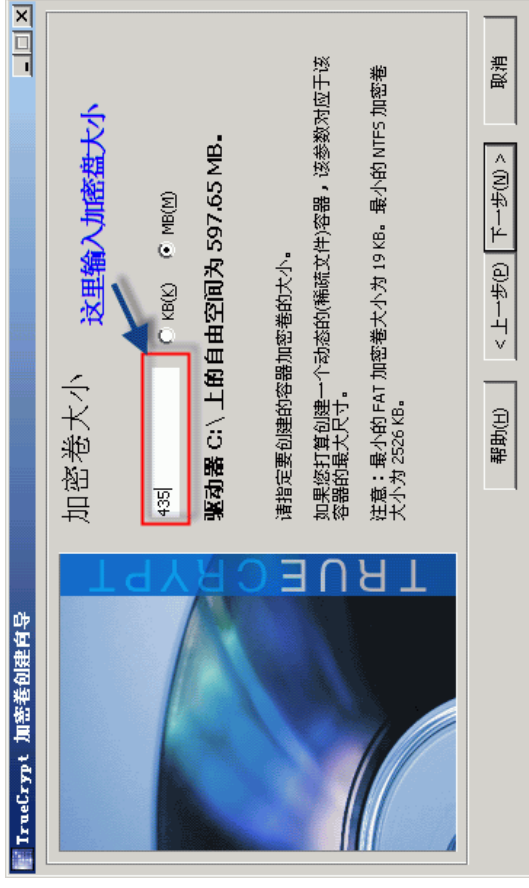 TrueCrypt 加密卷创建向导
TRUECRYPT
加密卷大小
这里输入加密盘大小
435
KB(K)
MB(M)
驱动器 C:\ 上的自由空间为 597.65 MB。
请指定要创建的容器加密卷的大小。
如果您打算创建一个动态的(稀疏文件)容器，该参数对应于该
容器的最大尺寸。
注意：最小的 FAT 加密卷大小为 19 KB。最小的 NTFS 加密卷
大小为 2526 KB。
帮助(H)
< 上一步(P)
下一步(N) >
取消